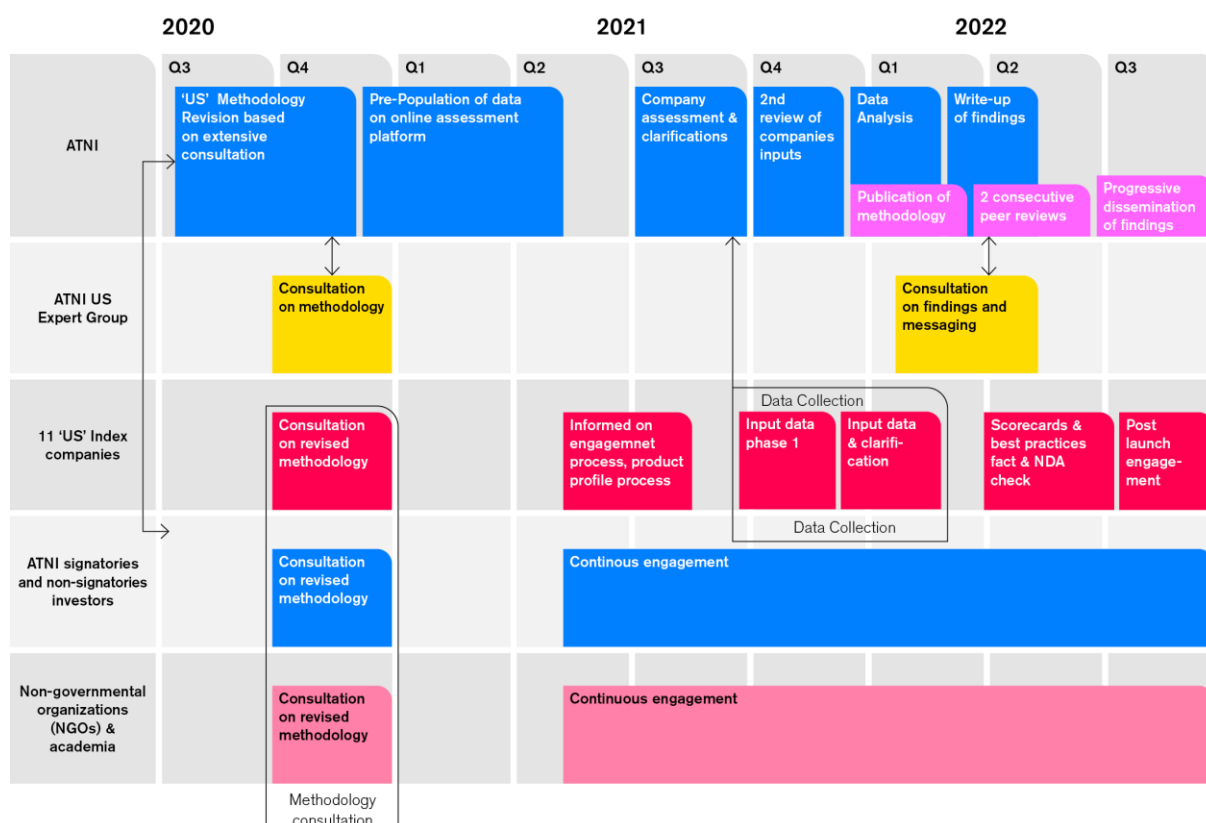 2020
2021
2022
Q3
Q4
Q1
Q2
Q3
Q4
Q1
Q2
Q3
ATNI
‘US’ Methodology
Revision based
on extensive
consultation
Pre-Population of data
on online assessment
platform
Company
assessment &
clarifications
2nd
review of
companies
inputs
Data
Analysis
Write-up
of findings
Publication of
methodology
2 consecutive
peer reviews
Progressive
dissemination
of findings
ATNI US
Expert Group
Consultation
on methodology
Consultation
on findings and
messaging
11 ‘US’ Index
companies
Consultation
on revised
methodology
Informed on
engagemnet
process, product
profile process
Data Collection
Input data
phase 1
Input data
& clarifi-
cation
Data Collection
Scorecards &
best practices
fact & NDA
check
Post
launch
engage-
ment
ATNI signatories
and non-signatories
investors
Consultation
on revised
methodology
Continous engagement
Non-governmental
organizations
(NGOs) &
academia
Consultation
on revised
methodology
Continuous engagement
Methodology
consultation